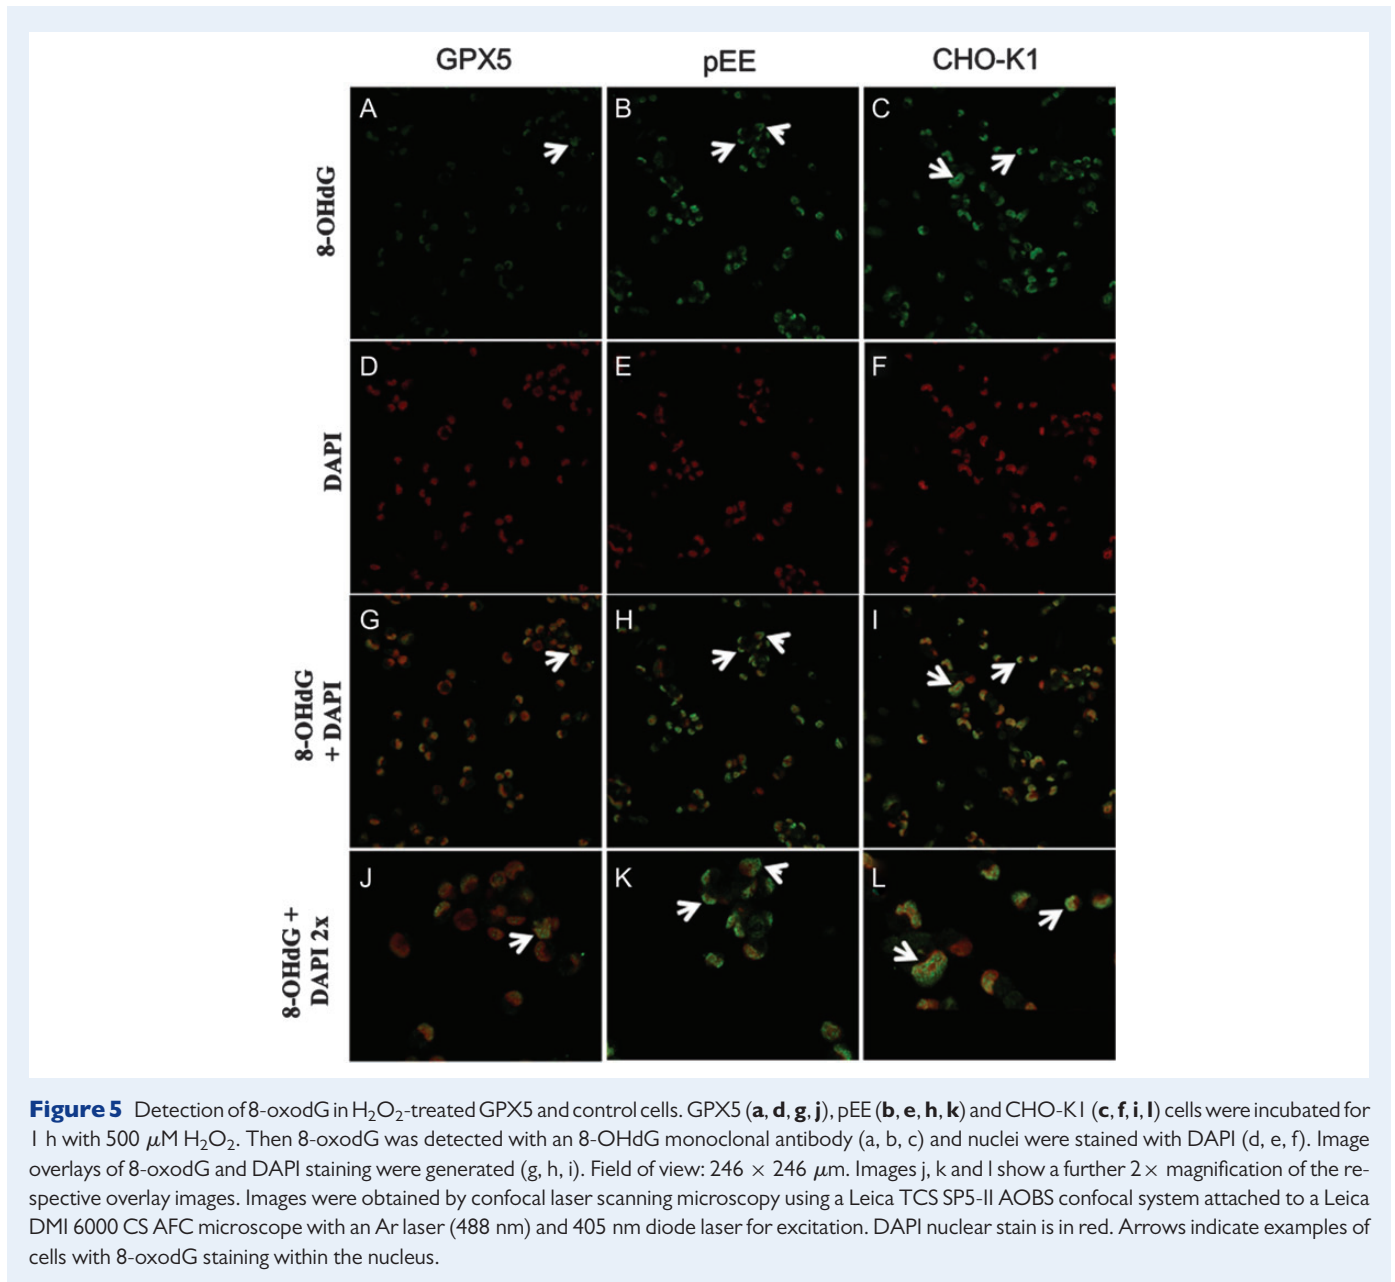 GPX5 pEE CHO-K1
A B C
8-OHdG
D E F
DAPI
G H I
8-OHdG
+ DAPI
J K L
8-OHdG +
DAPI 2x
Figure 5 Detection of 8-oxodG in H₂O₂-treated GPX5 and control cells. GPX5 (a, d, g, j), pEE (b, e, h, k) and CHO-K1 (c, f, i, l) cells were incubated for
1 h with 500 μM H₂O₂. Then 8-oxodG was detected with an 8-OHdG monoclonal antibody (a, b, c) and nuclei were stained with DAPI (d, e, f). Image
overlays of 8-oxodG and DAPI staining were generated (g, h, i). Field of view: 246 × 246 μm. Images j, k and l show a further 2× magnification of the re-
spective overlay images. Images were obtained by confocal laser scanning microscopy using a Leica TCS SP5-II AOBS confocal system attached to a Leica
DMI 6000 CS AFC microscope with an Ar laser (488 nm) and 405 nm diode laser for excitation. DAPI nuclear stain is in red. Arrows indicate examples of
cells with 8-oxodG staining within the nucleus.